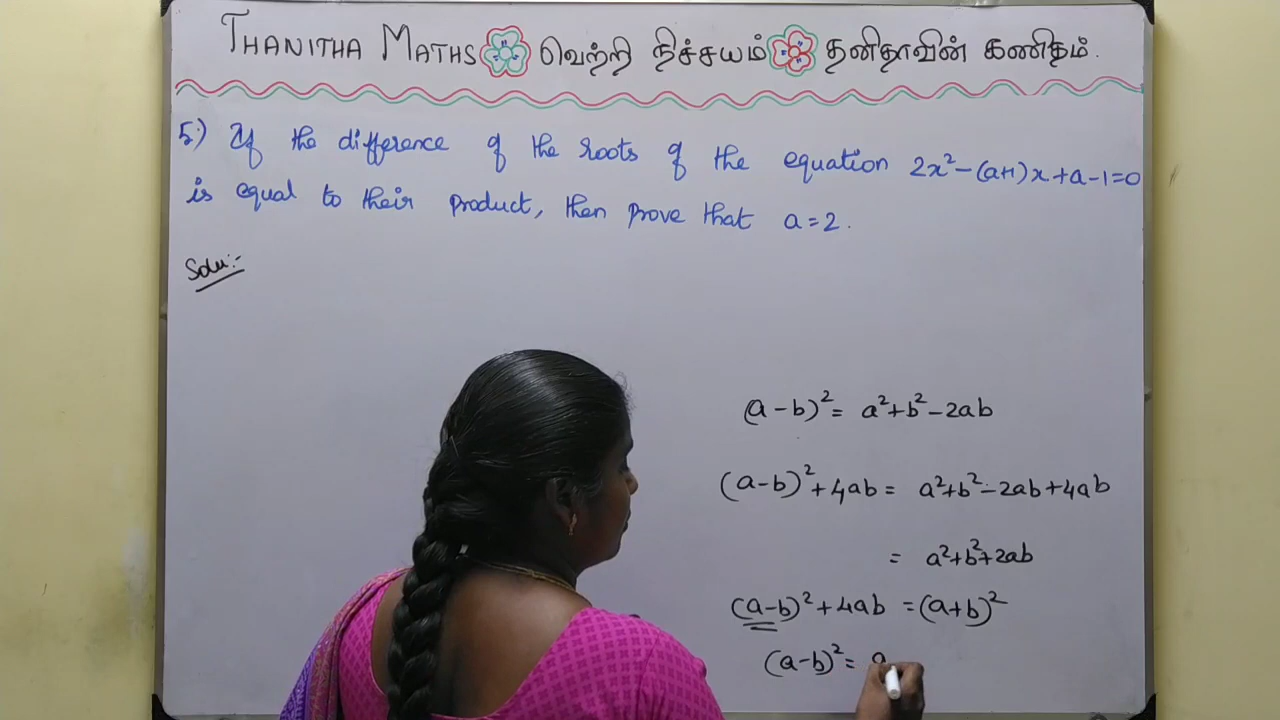 THANITHA MATHS வெற்றி நிச்சயம் தனிதாவின் கணிதம்.
5) If the difference of the roots of the equation 2x²-(a+1)x+a-1=0
is equal to their product, then prove that a=2.
Solu:-
(a-b)² = a²+b²-2ab
(a-b)²+4ab = a²+b²-2ab+4ab
= a²+b²+2ab
(a-b)²+4ab =(a+b)²
(a-b)² =